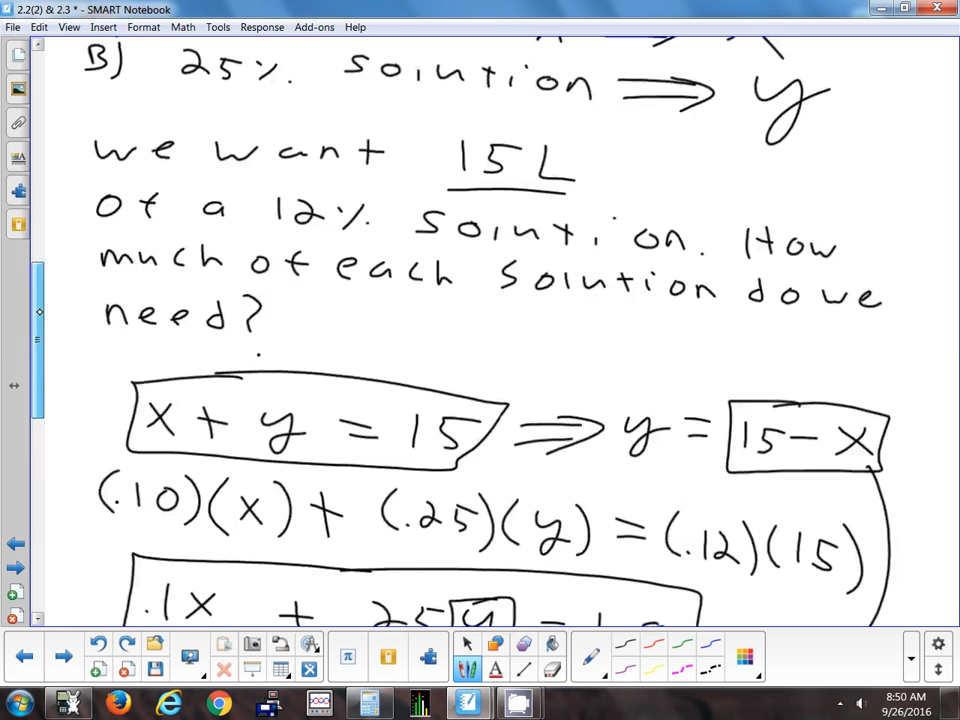 2.2(2) & 2.3 * - SMART Notebook
File Edit View Insert Format Math Tools Response Add-ons Help
B) 25% solution ⟹ y
we want 15L
of a 12% solution. How
much of each solution do we
need?
x + y = 15 ⟹ y = 15 - x
(.10)(x) + (.25)(y) = (.12)(15)
.1x + .25y =
8:50 AM
9/26/2016